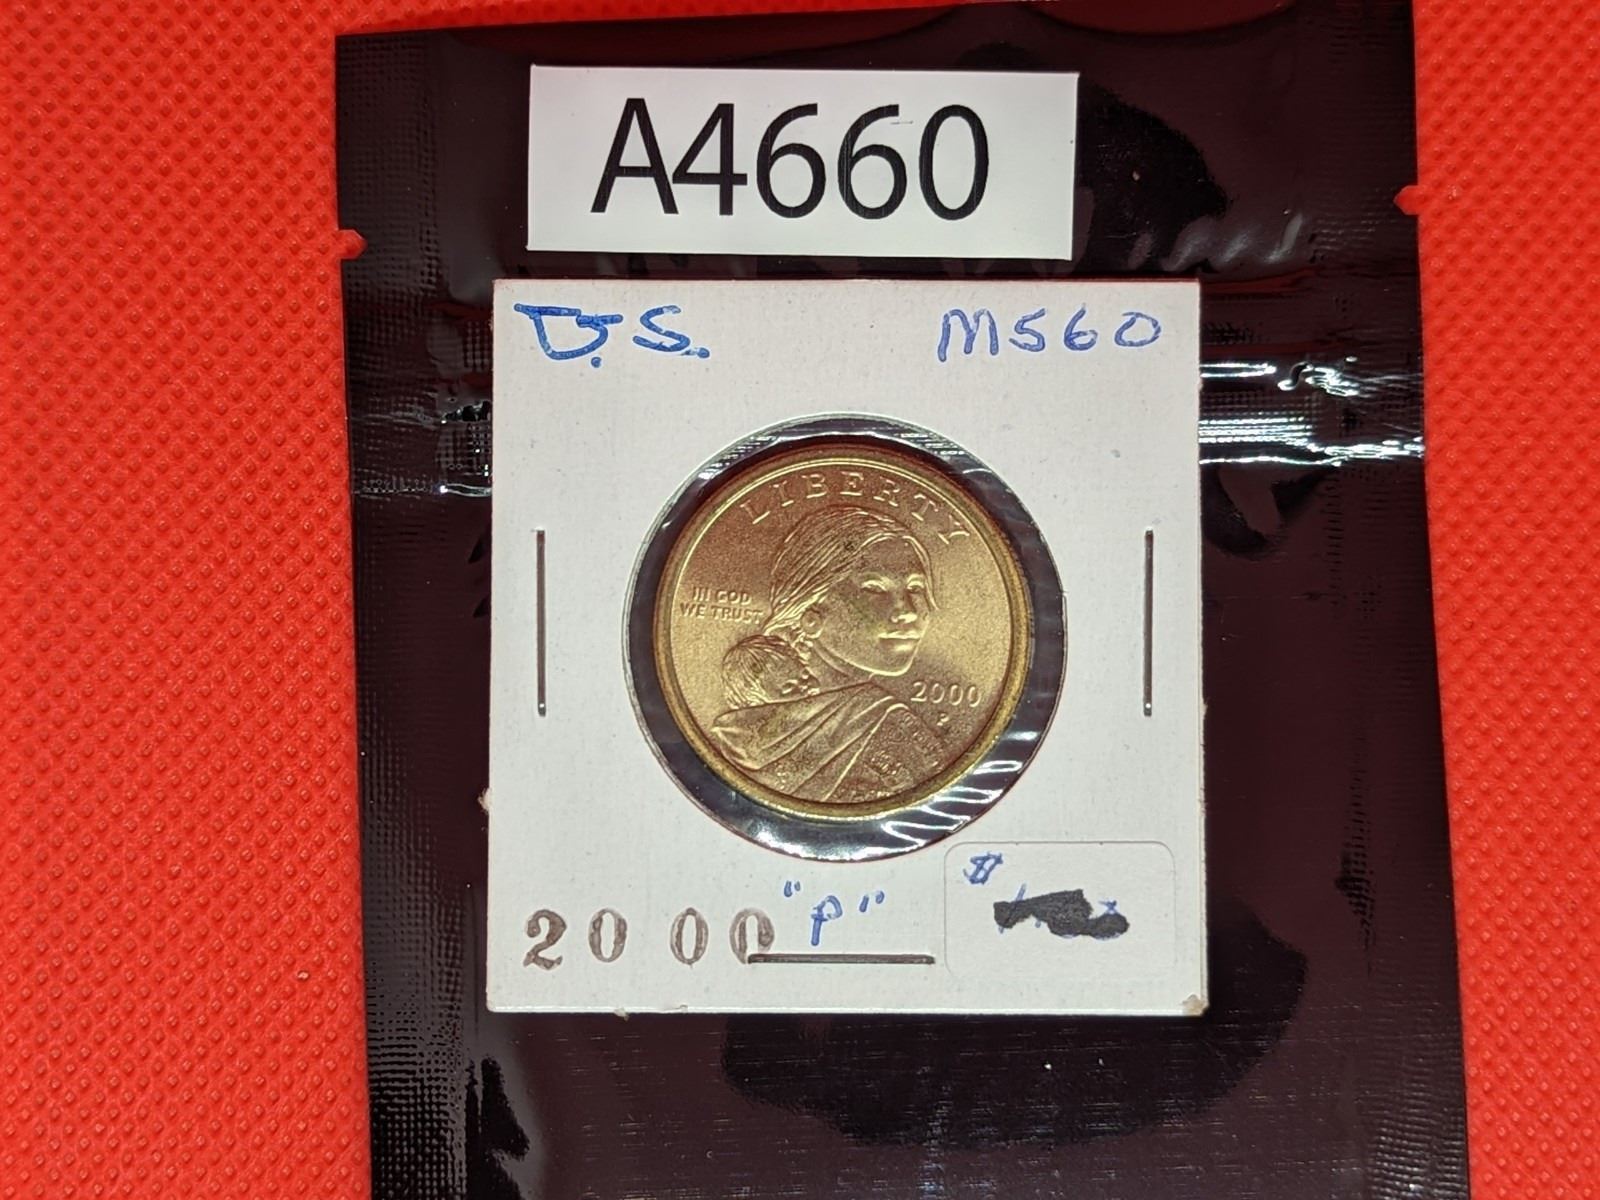 A4660
U.S. MS60
LIBERTY
IN GOD
WE TRUST
2000
P
2000 "P" $